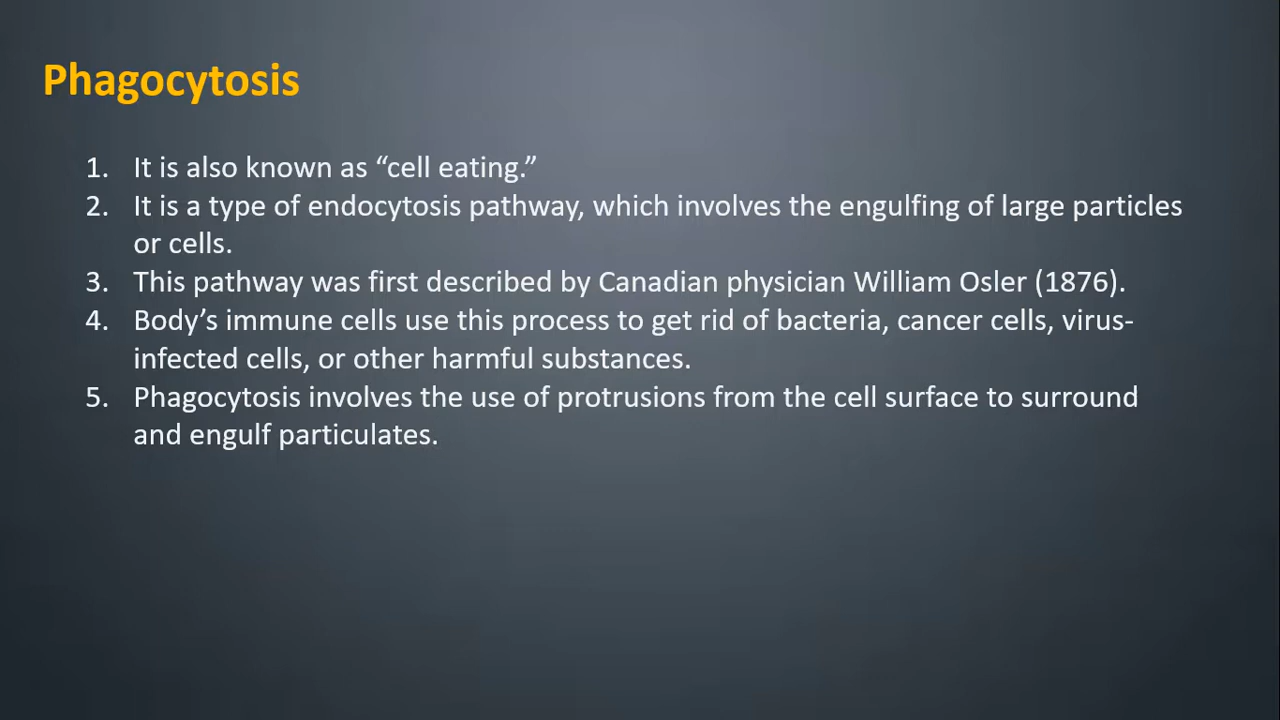 Phagocytosis
1. It is also known as “cell eating.”
2. It is a type of endocytosis pathway, which involves the engulfing of large particles
or cells.
3. This pathway was first described by Canadian physician William Osler (1876).
4. Body’s immune cells use this process to get rid of bacteria, cancer cells, virus-
infected cells, or other harmful substances.
5. Phagocytosis involves the use of protrusions from the cell surface to surround
and engulf particulates.